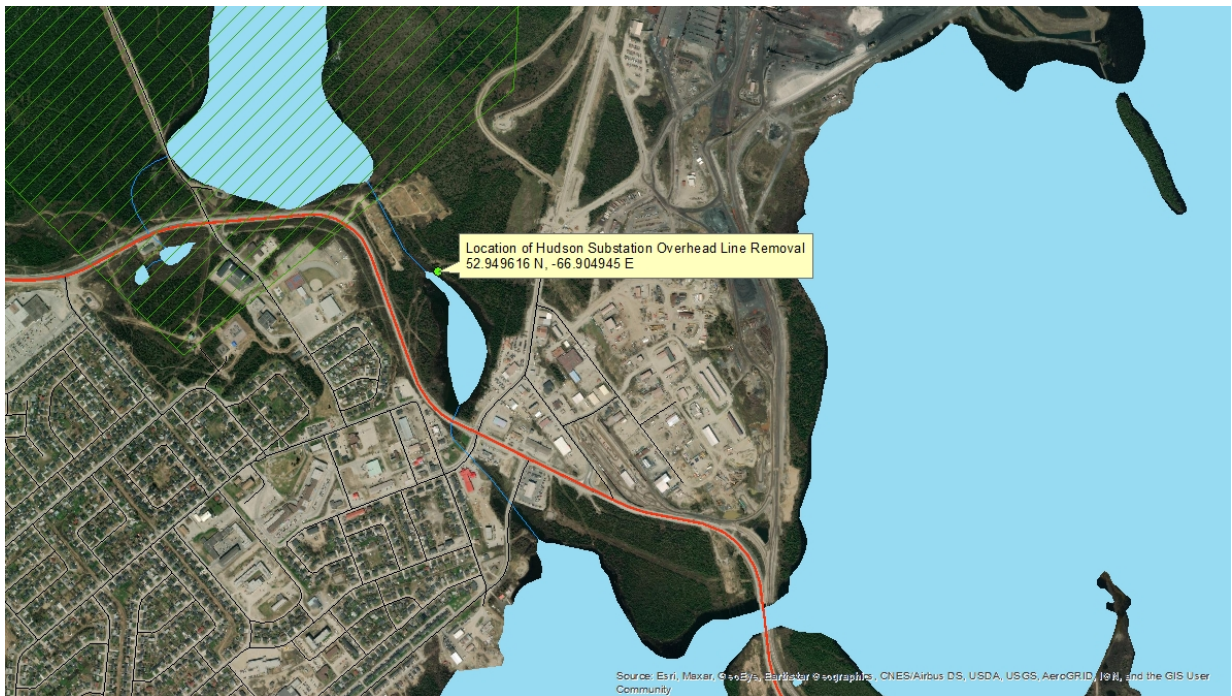 Location of Hudson Substation Overhead Line Removal
52.949616 N, -66.904945 E
Source: Esri, Maxar, GeoEye, Earthstar Geographics, CNES/Airbus DS, USDA, USGS, AeroGRID, IGN, and the GIS User
Community